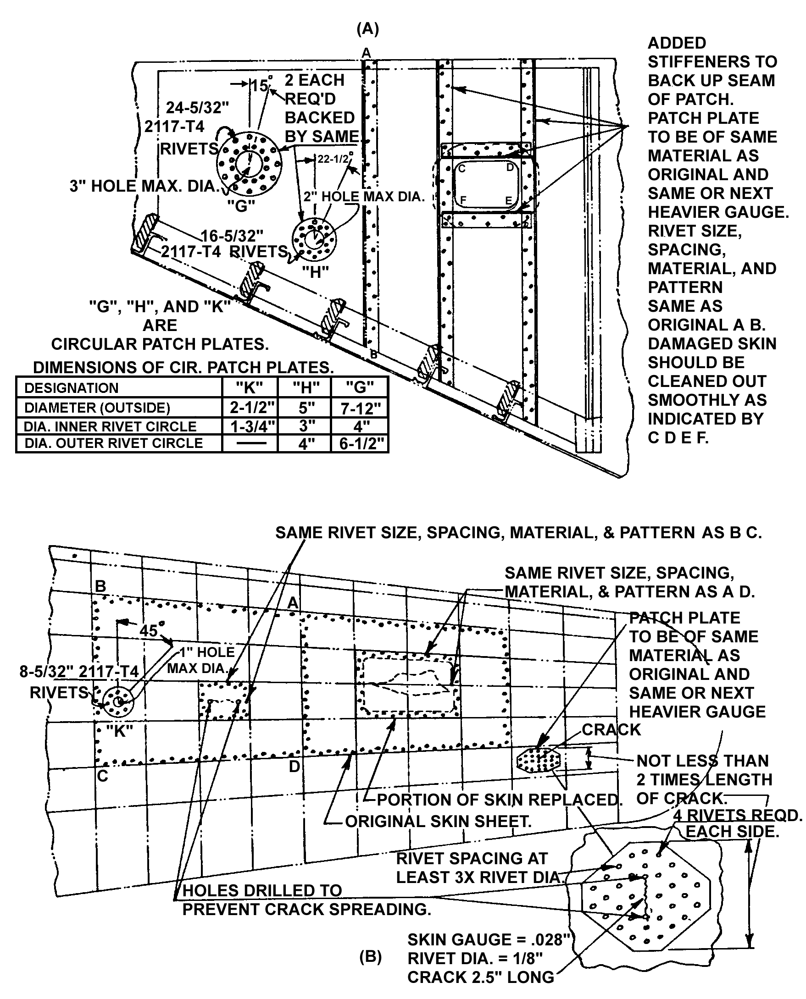 (A)
A
15°
2 EACH
REQ'D
BACKED
BY SAME.
24-5/32"
2117-T4
RIVETS
3" HOLE MAX. DIA.
"G"
22-1/2°
2" HOLE MAX DIA.
16-5/32"
2117-T4 RIVETS
"H"
C D
F E
B
ADDED
STIFFENERS TO
BACK UP SEAM
OF PATCH.
PATCH PLATE
TO BE OF SAME
MATERIAL AS
ORIGINAL AND
SAME OR NEXT
HEAVIER GAUGE.
RIVET SIZE,
SPACING,
MATERIAL, AND
PATTERN
SAME AS
ORIGINAL A B.
DAMAGED SKIN
SHOULD BE
CLEANED OUT
SMOOTHLY AS
INDICATED BY
C D E F.
"G", "H", AND "K"
ARE
CIRCULAR PATCH PLATES.
DIMENSIONS OF CIR. PATCH PLATES.
DESIGNATION "K" "H" "G"
DIAMETER (OUTSIDE) 2-1/2" 5" 7-12"
DIA. INNER RIVET CIRCLE 1-3/4" 3" 4"
DIA. OUTER RIVET CIRCLE — 4" 6-1/2"
SAME RIVET SIZE, SPACING, MATERIAL, & PATTERN AS B C.
SAME RIVET SIZE, SPACING,
MATERIAL, & PATTERN AS A D.
B
A
45°
1" HOLE
MAX DIA.
8-5/32" 2117-T4
RIVETS
"K"
C
D
PATCH PLATE
TO BE OF SAME
MATERIAL AS
ORIGINAL AND
SAME OR NEXT
HEAVIER GAUGE
CRACK
NOT LESS THAN
2 TIMES LENGTH
OF CRACK.
PORTION OF SKIN REPLACED.
ORIGINAL SKIN SHEET.
4 RIVETS REQD.
EACH SIDE.
RIVET SPACING AT
LEAST 3X RIVET DIA.
HOLES DRILLED TO
PREVENT CRACK SPREADING.
(B)
SKIN GAUGE = .028"
RIVET DIA. = 1/8"
CRACK 2.5" LONG